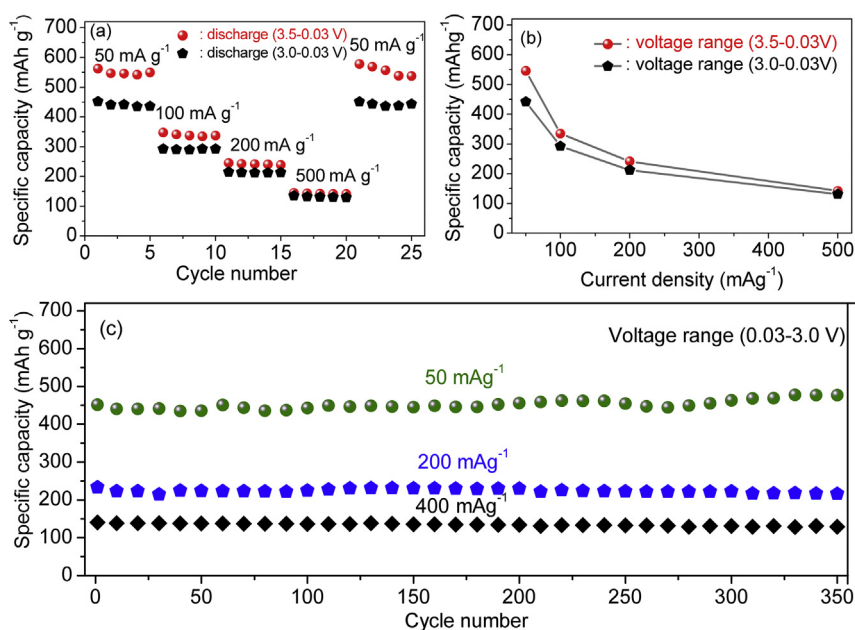 (a)
: discharge (3.5-0.03 V)
: discharge (3.0-0.03 V)
50 mA g⁻¹
100 mA g⁻¹
200 mA g⁻¹
500 mA g⁻¹
50 mA g⁻¹
Specific capacity (mAh g⁻¹)
700
600
500
400
300
200
100
0
0 5 10 15 20 25
Cycle number
(b)
: voltage range (3.5-0.03V)
: voltage range (3.0-0.03V)
Specific capacity (mAhg⁻¹)
700
600
500
400
300
200
100
0
100 200 300 400 500
Current density (mAg⁻¹)
(c)
Voltage range (0.03-3.0 V)
50 mAg⁻¹
200 mAg⁻¹
400 mAg⁻¹
Specific capacity (mAh g⁻¹)
700
600
500
400
300
200
100
0
0 50 100 150 200 250 300 350
Cycle number